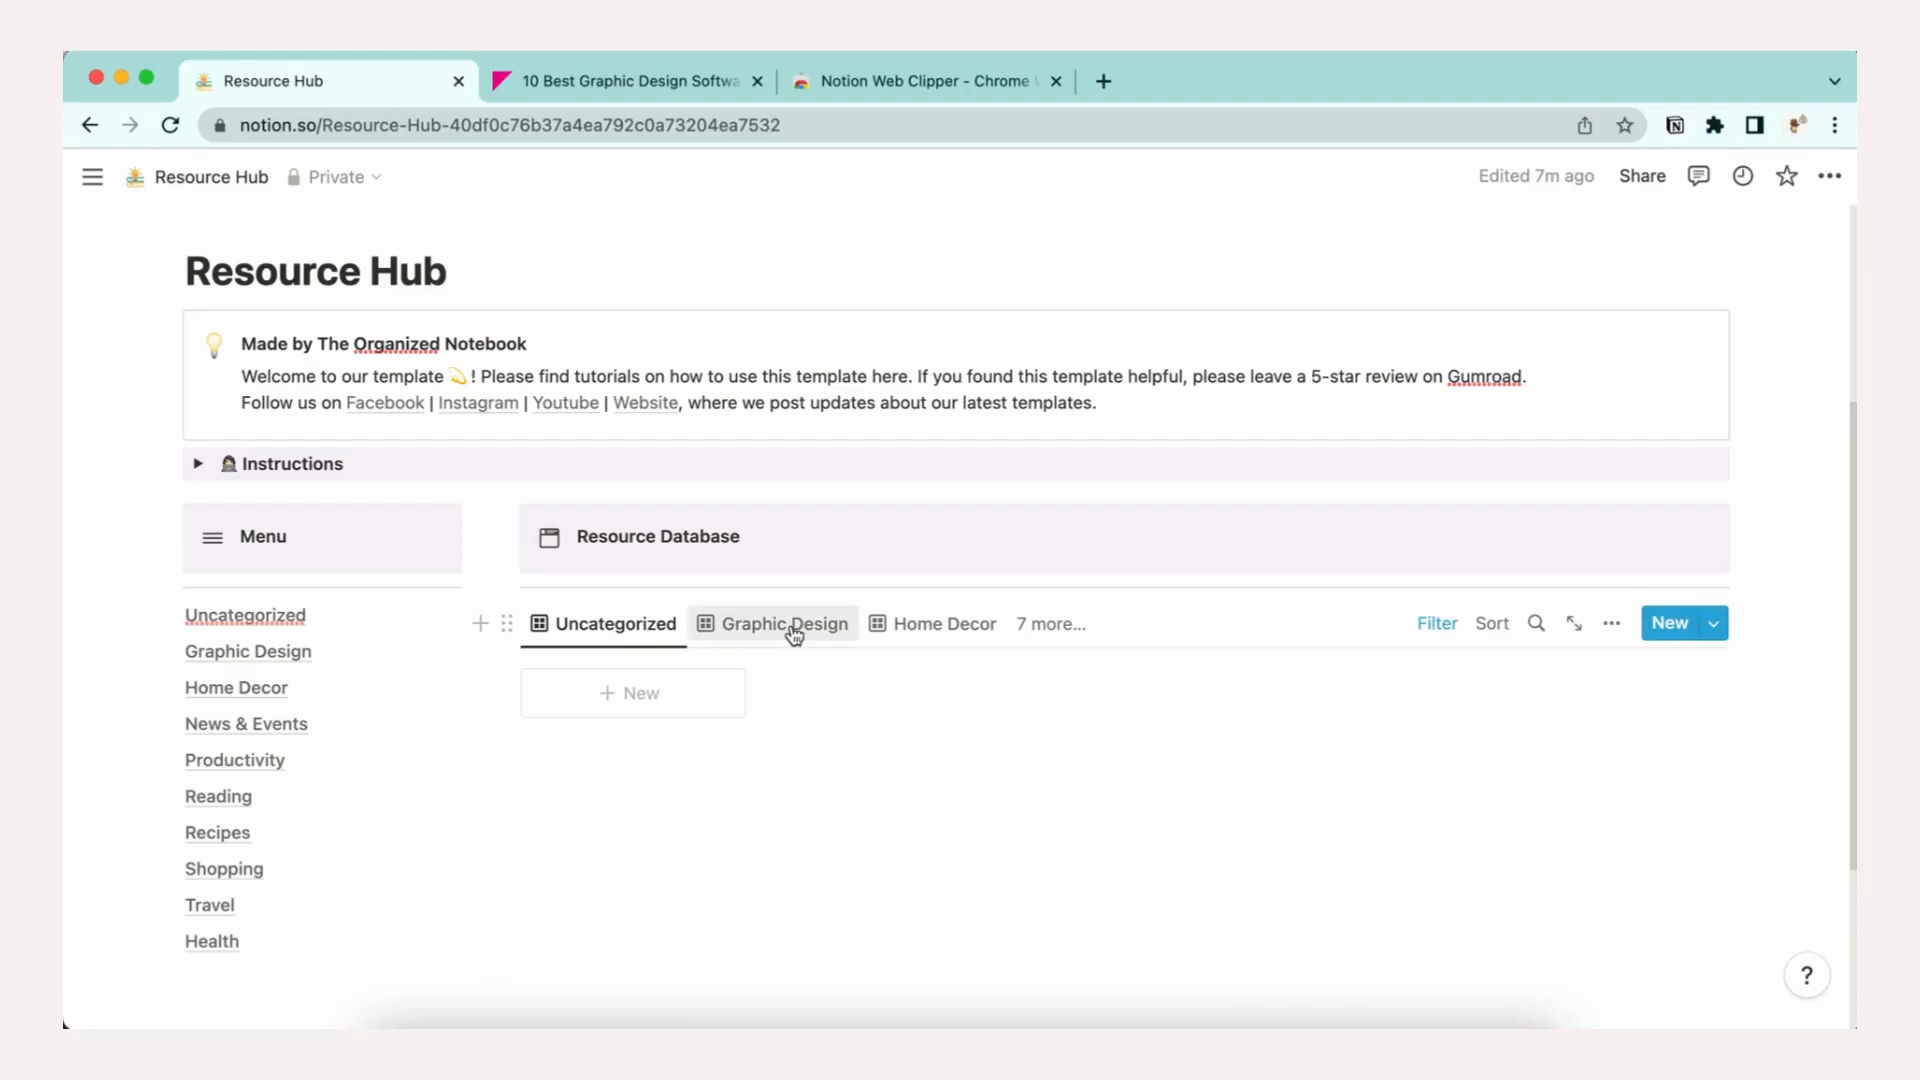 Resource Hub
10 Best Graphic Design Softwa
Notion Web Clipper - Chrome
notion.so/Resource-Hub-40df0c76b37a4ea792c0a73204ea7532
Resource Hub Private
Edited 7m ago Share
Resource Hub
Made by The Organized Notebook
Welcome to our template 💫 ! Please find tutorials on how to use this template here. If you found this template helpful, please leave a 5-star review on Gumroad.
Follow us on Facebook | Instagram | Youtube | Website, where we post updates about our latest templates.
Instructions
Menu
Resource Database
Uncategorized
Graphic Design
Home Decor
News & Events
Productivity
Reading
Recipes
Shopping
Travel
Health
Uncategorized Graphic Design Home Decor 7 more...
Filter Sort New
+ New
?